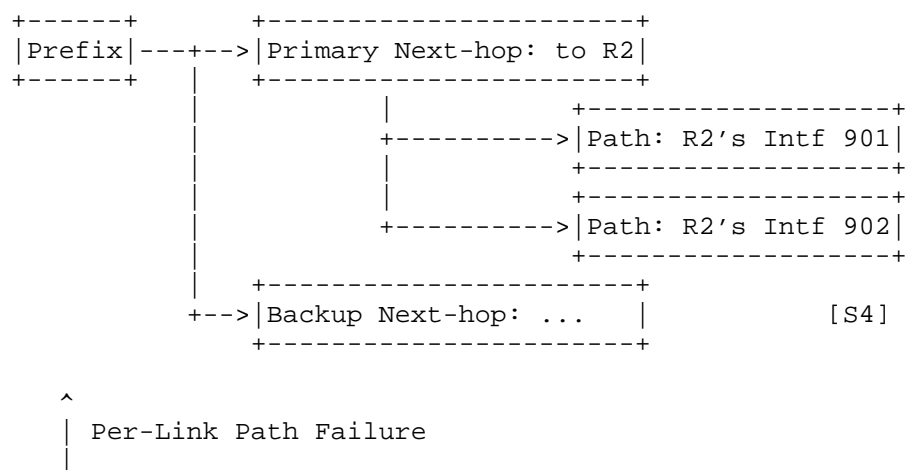 Prefix
Primary Next-hop: to R2
Path: R2's Intf 901
Path: R2's Intf 902
Backup Next-hop: ...
[S4]
Per-Link Path Failure